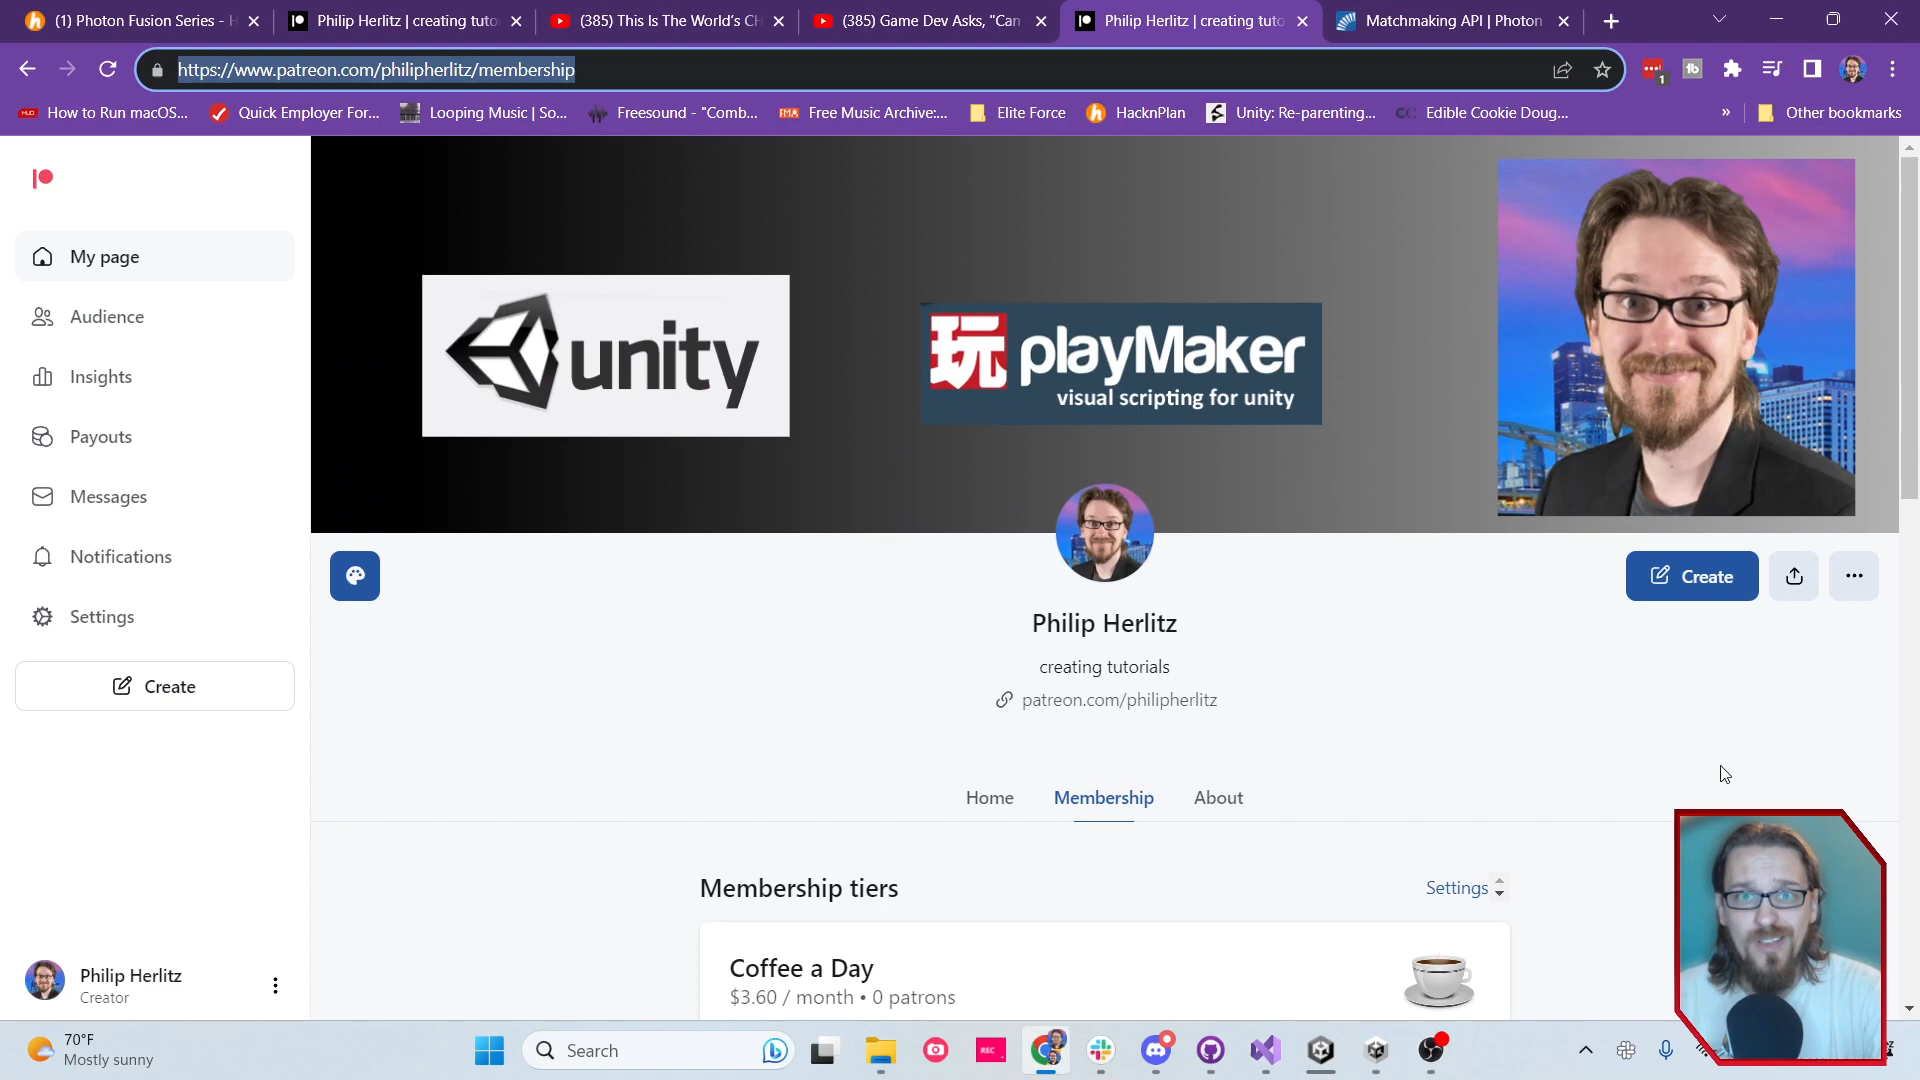 (1) Photon Fusion Series - H
Philip Herlitz | creating tuto
(385) This Is The World's CH
(385) Game Dev Asks, "Can
Philip Herlitz | creating tuto
Matchmaking API | Photon
https://www.patreon.com/philipherlitz/membership
1
How to Run macOS...
Quick Employer For...
Looping Music | So...
Freesound - "Comb...
FMA
Free Music Archive:...
Elite Force
HacknPlan
Unity: Re-parenting...
CC
Edible Cookie Doug...
»
Other bookmarks
My page
Audience
Insights
Payouts
Messages
Notifications
Settings
Create
Philip Herlitz
Creator
unity
玩 playMaker
visual scripting for unity
Create
Philip Herlitz
creating tutorials
patreon.com/philipherlitz
Home
Membership
About
Membership tiers
Settings
Coffee a Day
$3.60 / month • 0 patrons
70°F
Mostly sunny
Search
REC